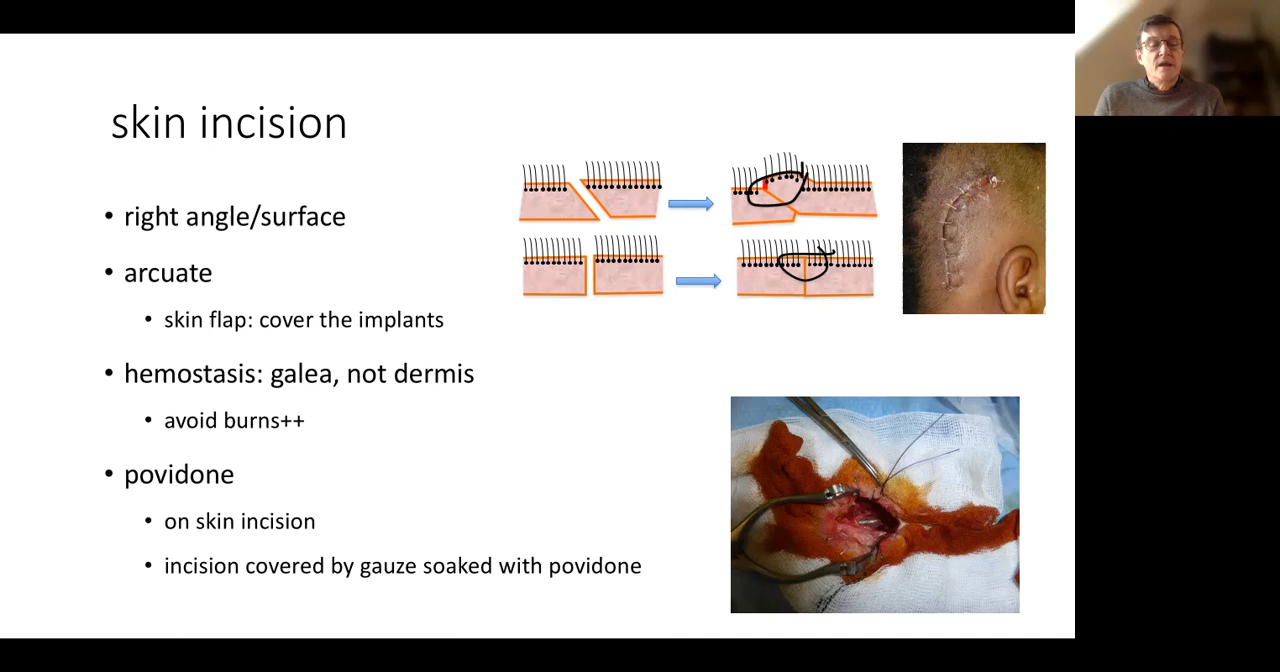 skin incision
• right angle/surface
• arcuate
• skin flap: cover the implants
• hemostasis: galea, not dermis
• avoid burns++
• povidone
• on skin incision
• incision covered by gauze soaked with povidone